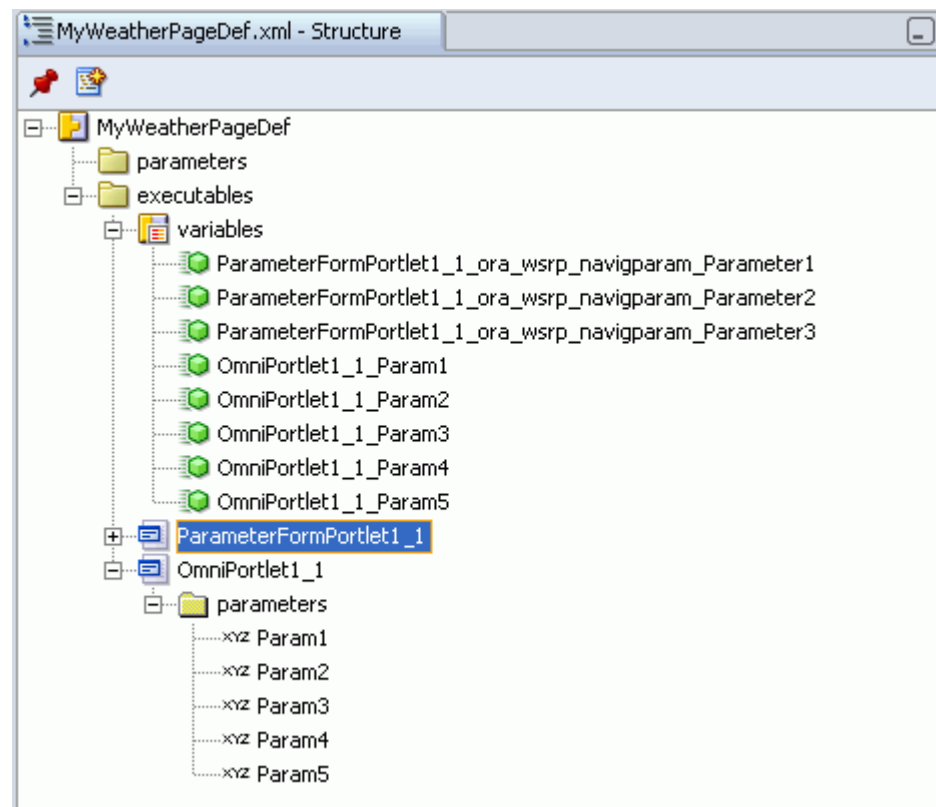 MyWeatherPageDef.xml - Structure
MyWeatherPageDef
parameters
executables
variables
ParameterFormPortlet1_1_ora_wsrp_navigparam_Parameter1
ParameterFormPortlet1_1_ora_wsrp_navigparam_Parameter2
ParameterFormPortlet1_1_ora_wsrp_navigparam_Parameter3
OmniPortlet1_1_Param1
OmniPortlet1_1_Param2
OmniPortlet1_1_Param3
OmniPortlet1_1_Param4
OmniPortlet1_1_Param5
ParameterFormPortlet1_1
OmniPortlet1_1
parameters
XYZ Param1
XYZ Param2
XYZ Param3
XYZ Param4
XYZ Param5